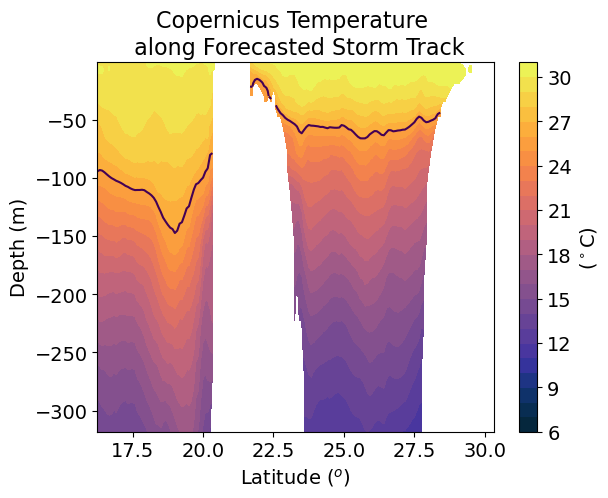 Copernicus Temperature
along Forecasted Storm Track
−50
−100
−150
−200
−250
−300
Depth (m)
17.5 20.0 22.5 25.0 27.5 30.0
Latitude (°)
30
27
24
21
18
15
12
9
6
(°C)